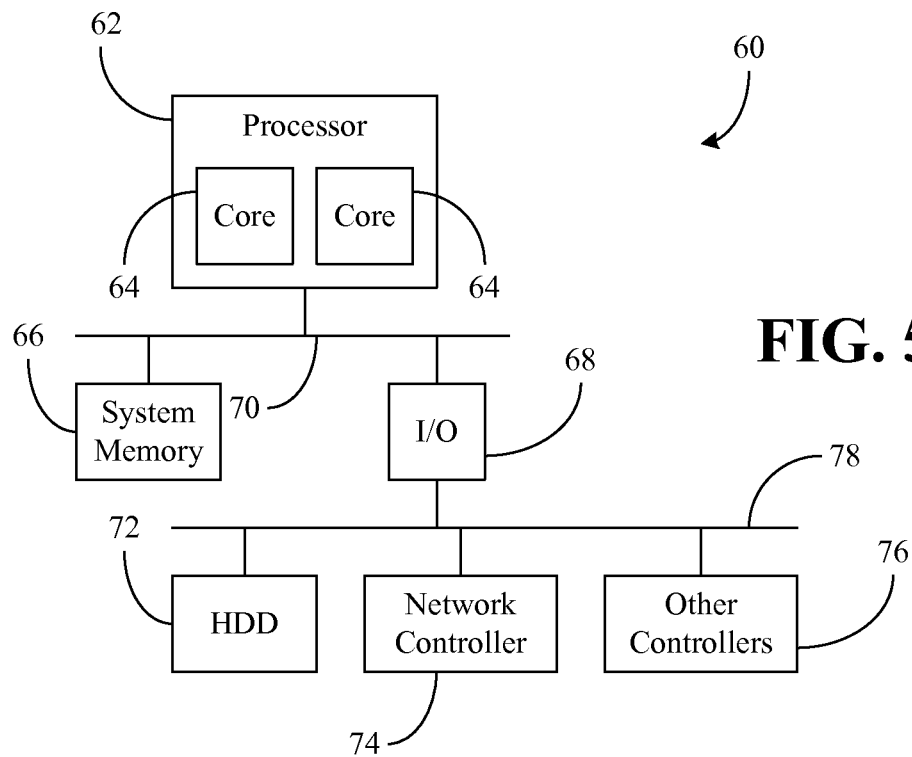 62
60
Processor
Core
Core
64
64
66
FIG. 5
68
System
Memory
70
I/O
78
72
76
HDD
Network
Controller
Other
Controllers
74